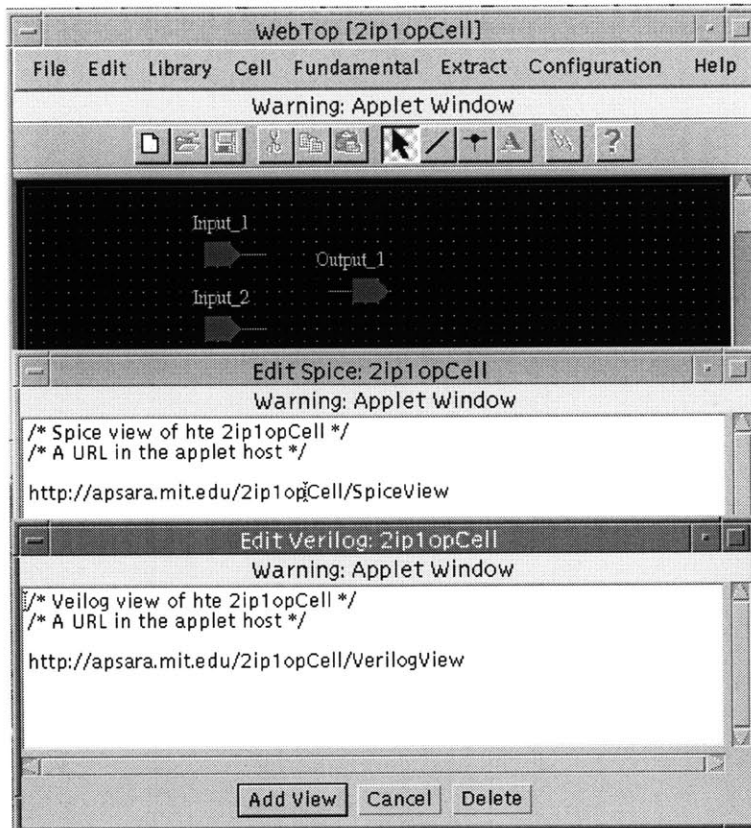 WebTop [2ip1opCell]
File Edit Library Cell Fundamental Extract Configuration Help
Warning: Applet Window
A ?
Input_1
Output_1
Input_2
Edit Spice: 2ip1opCell
Warning: Applet Window
/* Spice view of hte 2ip1opCell */
/* A URL in the applet host */
http://apsara.mit.edu/2ip1opCell/SpiceView
Edit Verilog: 2ip1opCell
Warning: Applet Window
/* Veilog view of hte 2ip1opCell */
/* A URL in the applet host */
http://apsara.mit.edu/2ip1opCell/VerilogView
Add View Cancel Delete